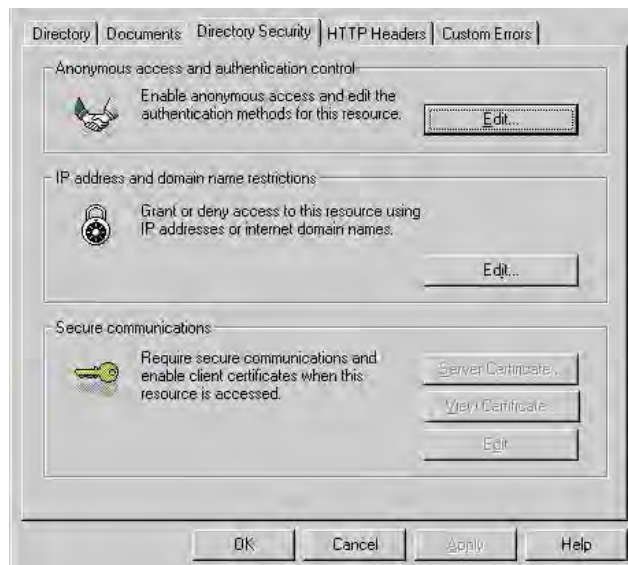 Directory Documents Directory Security HTTP Headers Custom Errors
Anonymous access and authentication control
Enable anonymous access and edit the
authentication methods for this resource.
Edit...
IP address and domain name restrictions
Grant or deny access to this resource using
IP addresses or internet domain names.
Edit...
Secure communications
Require secure communications and
enable client certificates when this
resource is accessed.
Server Certificate...
View Certificate...
Edit...
OK Cancel Apply Help